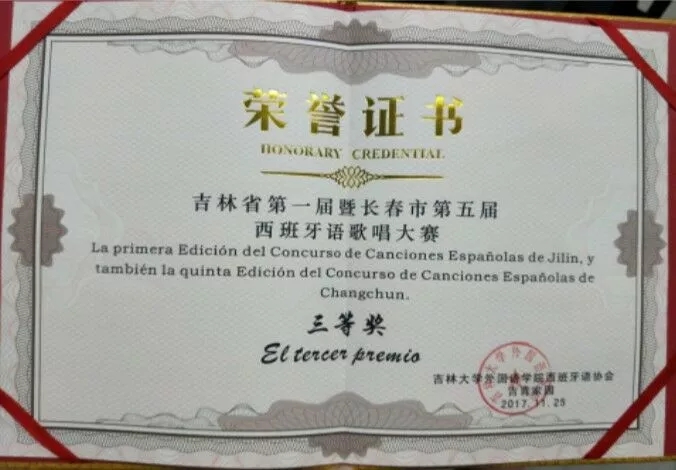 荣誉证书
HONORARY CREDENTIAL
吉林省第一届暨长春市第五届
西班牙语歌唱大赛
La primera Edición del Concurso de Canciones Españolas de Jilin, y
también la quinta Edición del Concurso de Canciones Españolas de
Changchun.
三等奖
El tercer premio
吉林大学外国语学院西班牙语协会
2017.11.25